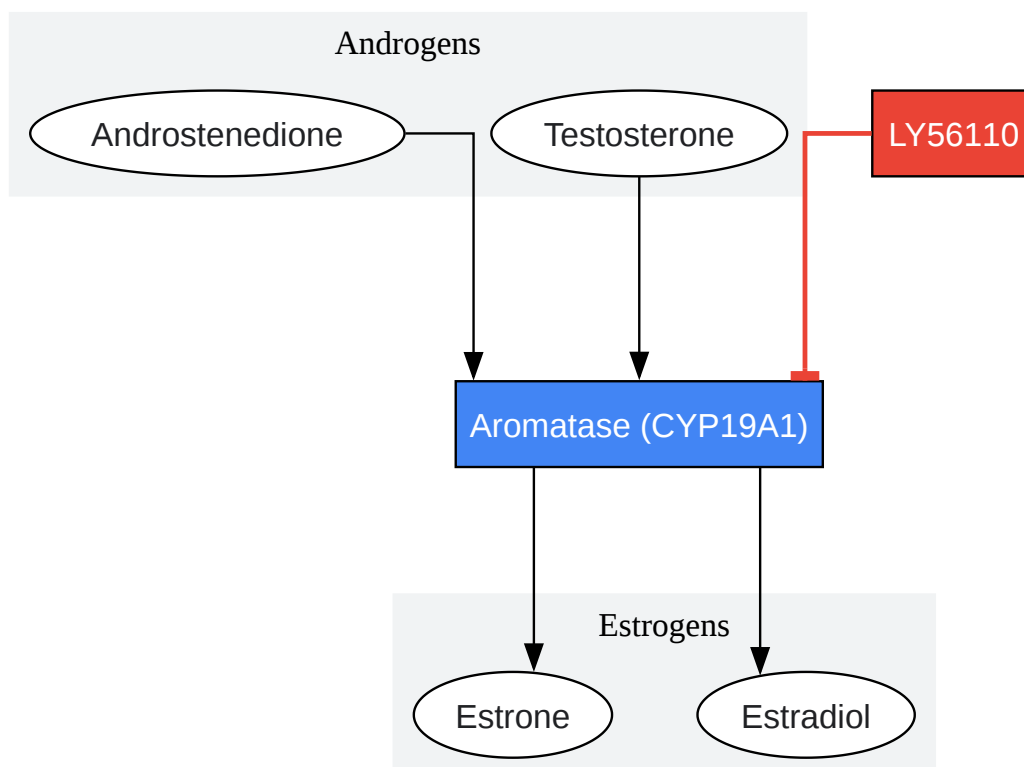 Androgens
Androstenedione
Testosterone
LY56110
Aromatase (CYP19A1)
Estrogens
Estrone
Estradiol